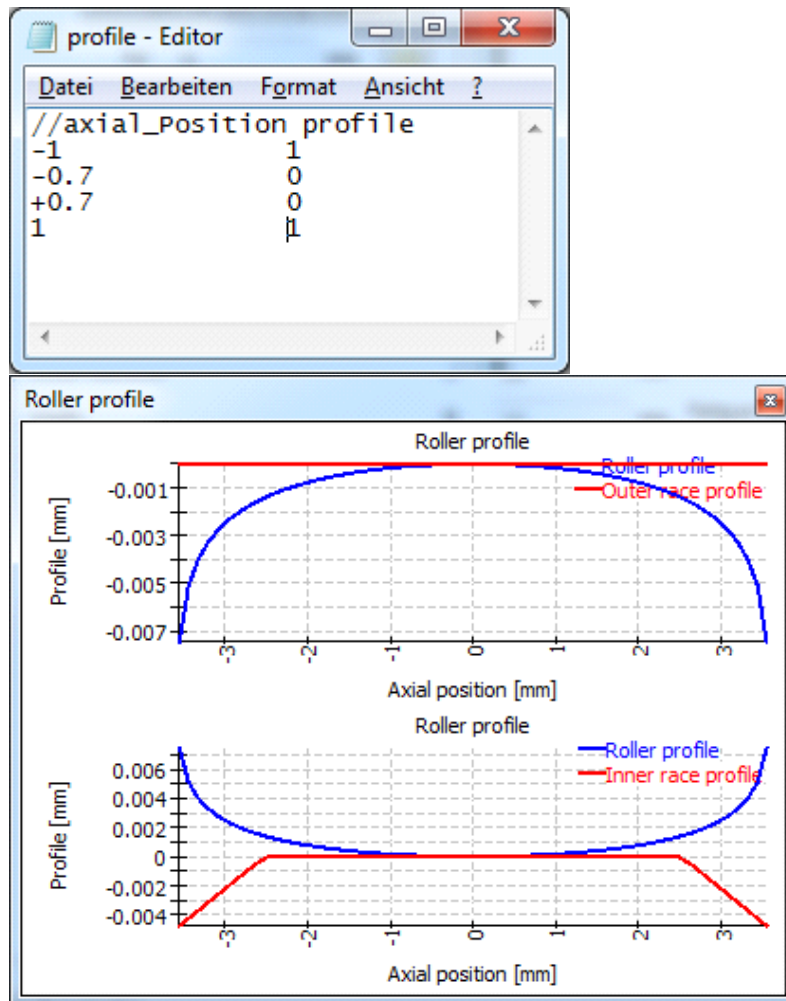 profile - Editor
Datei Bearbeiten Format Ansicht ?
//axial_Position profile
-1 1
-0.7 0
+0.7 0
1 1
Roller profile
Roller profile
Roller profile
Outer race profile
-0.001
-0.003
-0.005
-0.007
Profile [mm]
-3 -2 -1 0 1 2 3
Axial position [mm]
Roller profile
Roller profile
Inner race profile
0.006
0.004
0.002
0
-0.002
-0.004
Profile [mm]
-3 -2 -1 0 1 2 3
Axial position [mm]